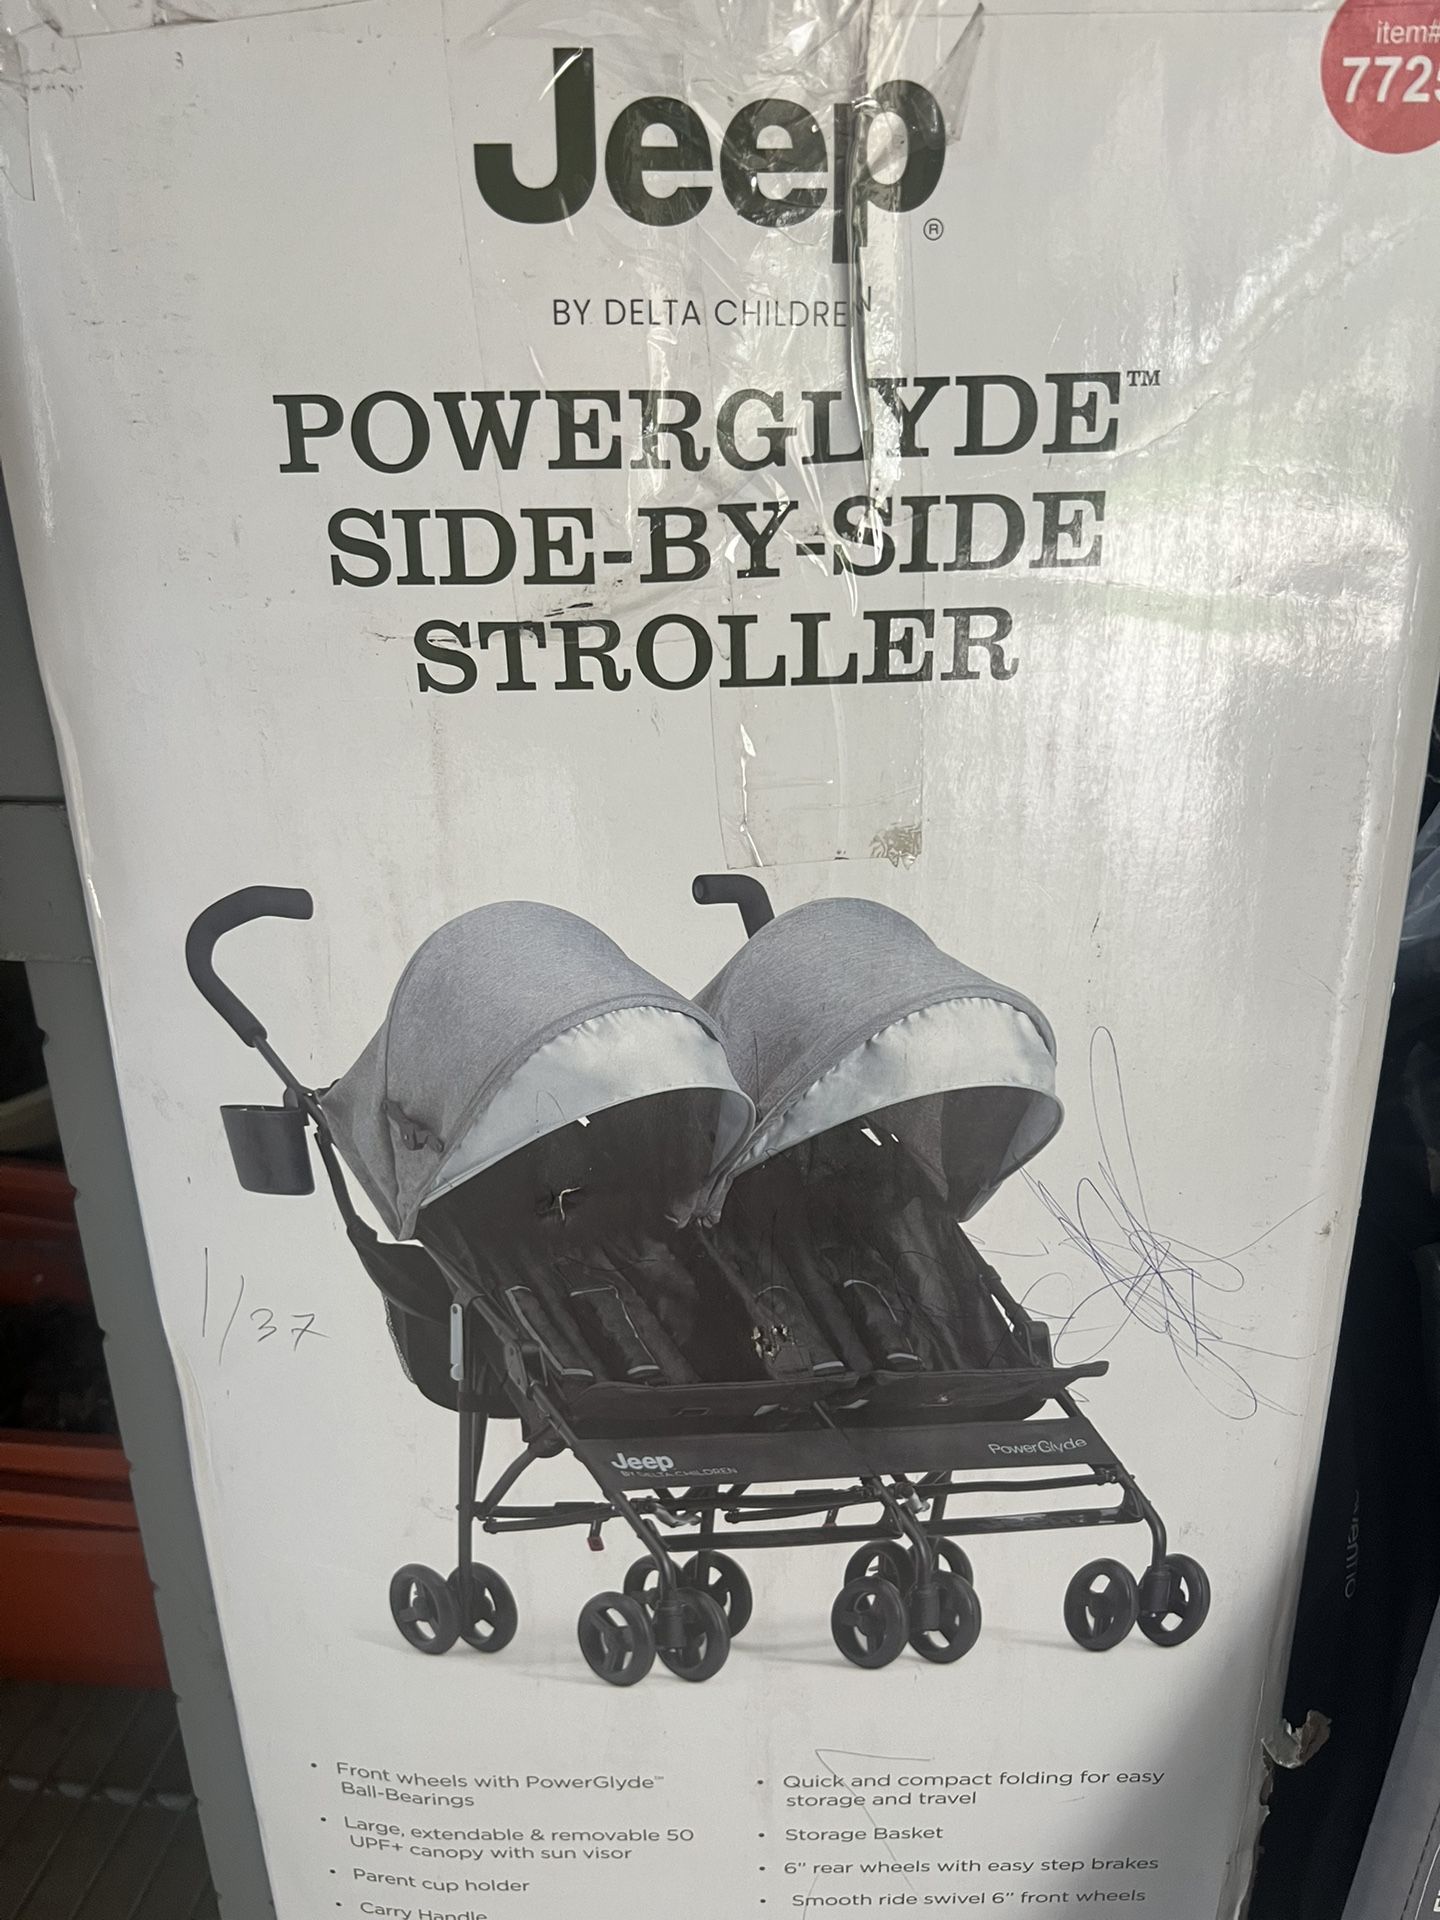 item#
Jeep®
BY DELTA CHILDREN
POWERGLYDE™
SIDE-BY-SIDE
STROLLER
1/37
Jeep
BY DELTA CHILDREN
PowerGlyde
• Front wheels with PowerGlyde™
Ball-Bearings
• Large, extendable & removable 50
UPF+ canopy with sun visor
• Parent cup holder
• Carry Handle
• Quick and compact folding for easy
storage and travel
• Storage Basket
• 6" rear wheels with easy step brakes
• Smooth ride swivel 6" front wheels